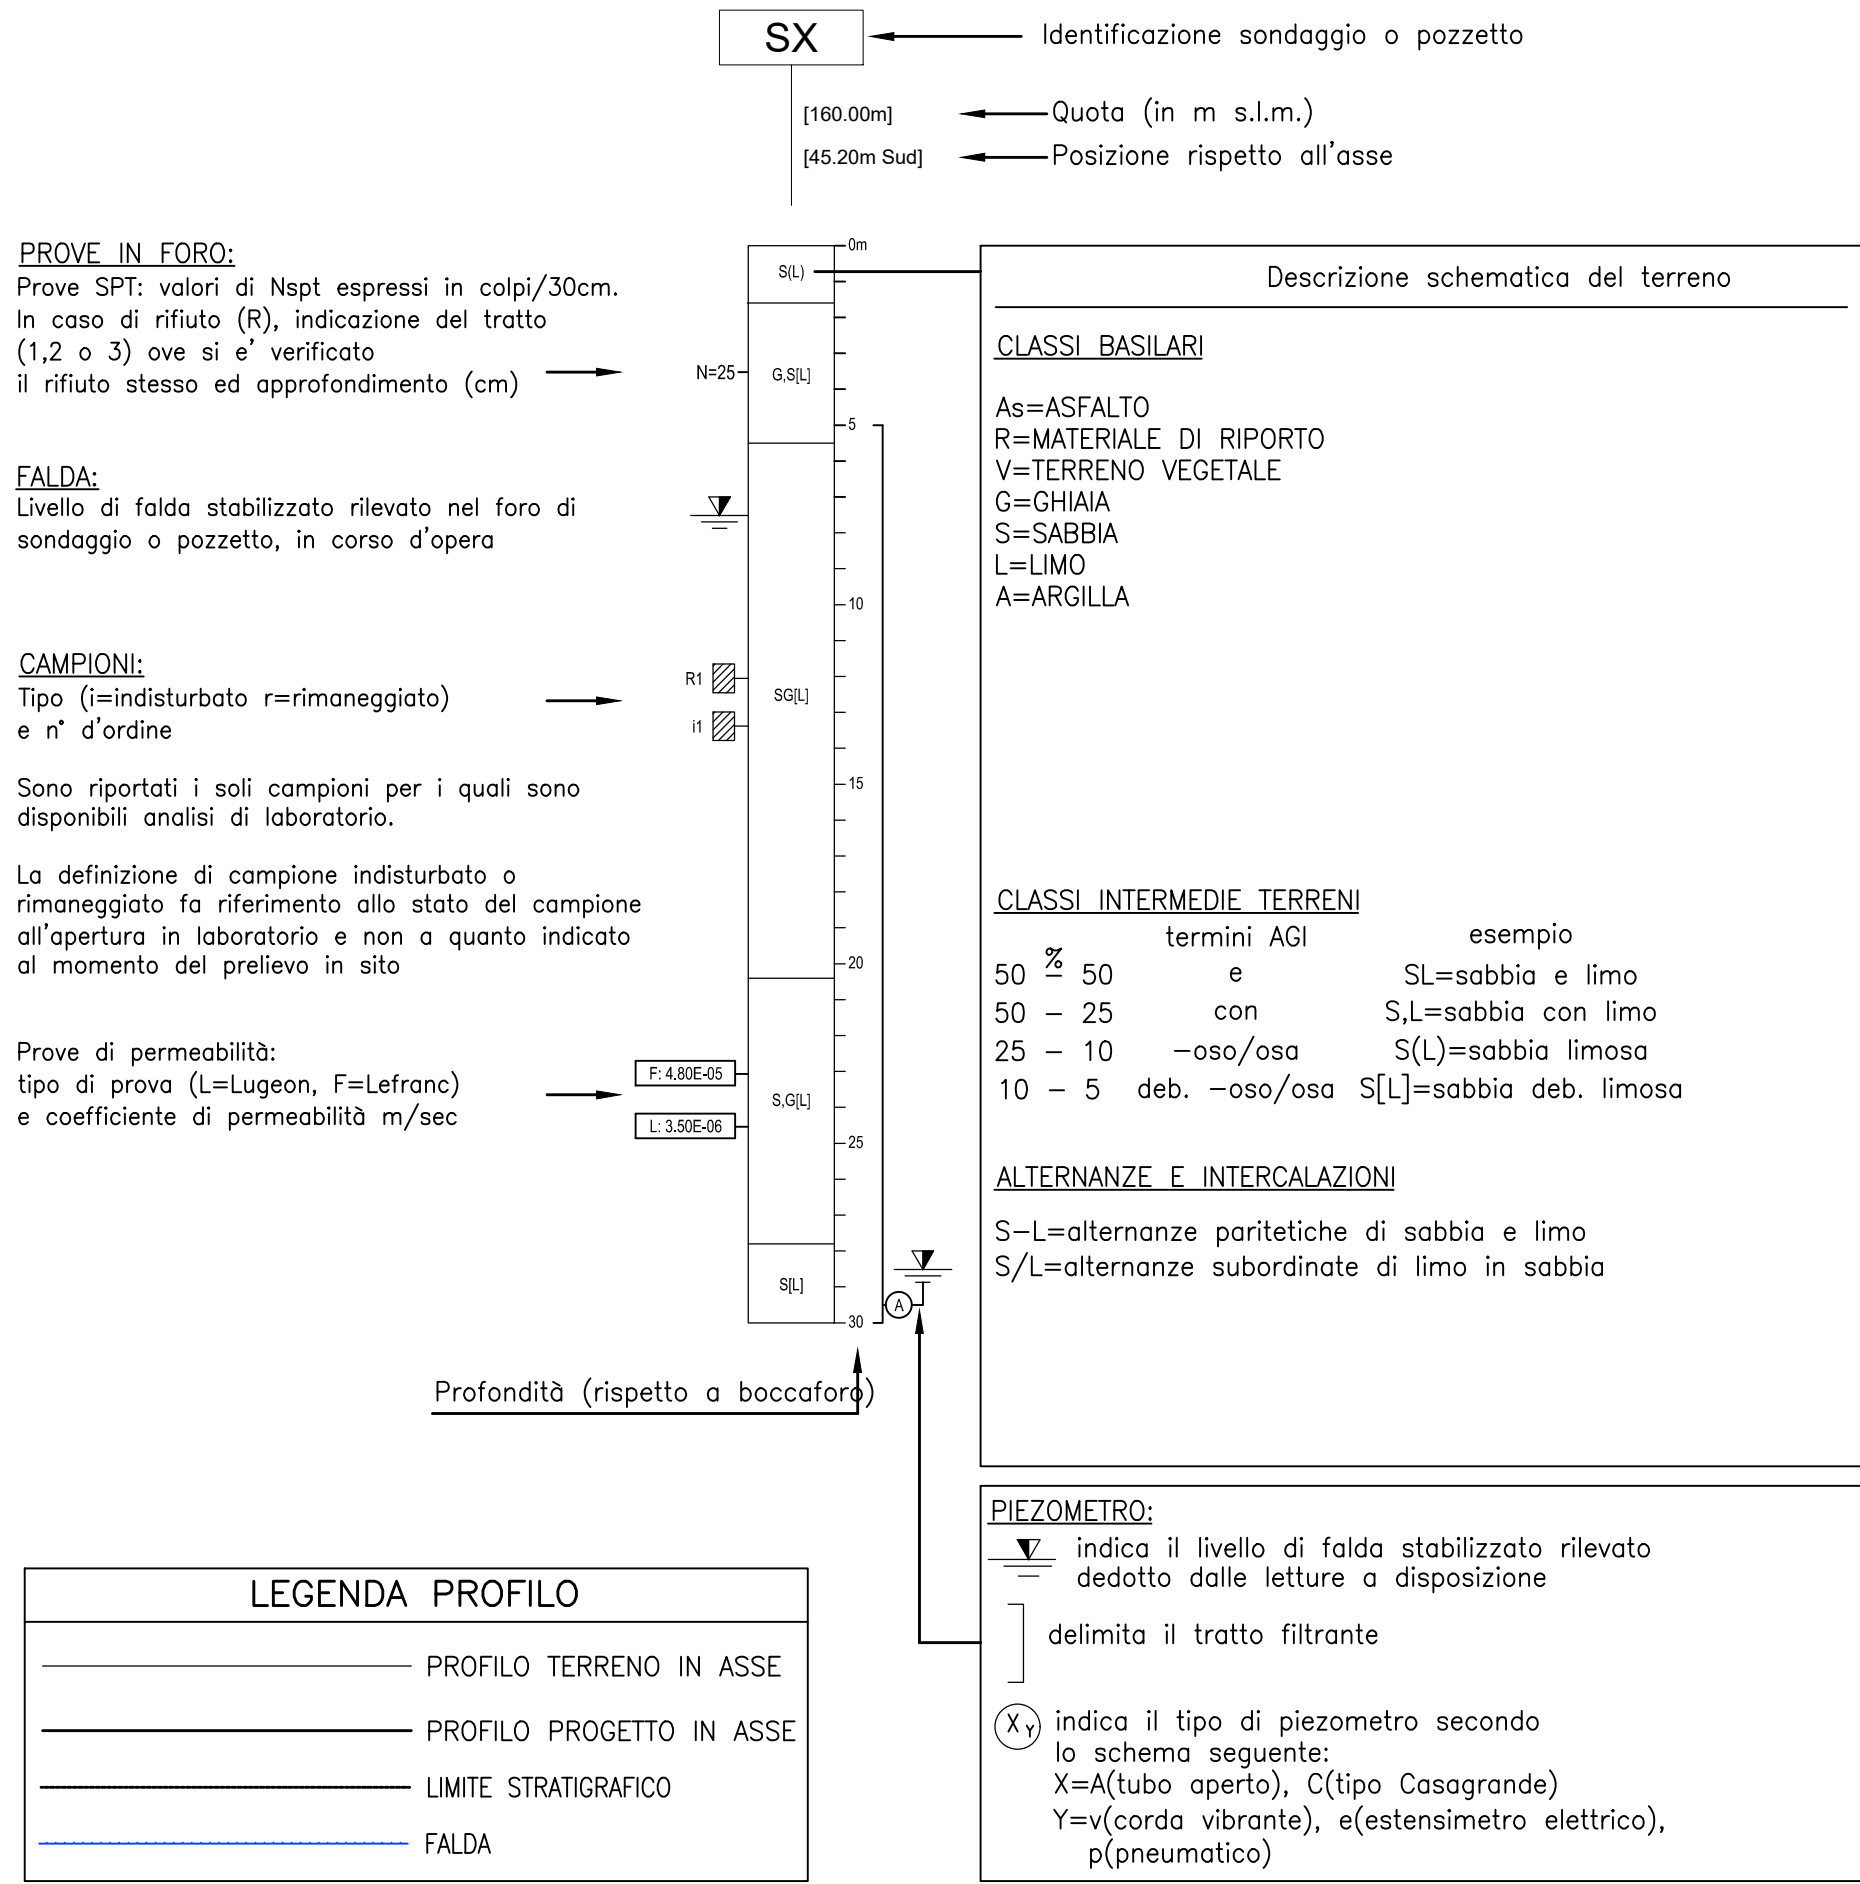 SX
Identificazione sondaggio o pozzetto
[160.00m]
Quota (in m s.l.m.)
[45.20m Sud]
Posizione rispetto all'asse
PROVE IN FORO:
Prove SPT: valori di Nspt espressi in colpi/30cm.
In caso di rifiuto (R), indicazione del tratto
(1,2 o 3) ove si e' verificato
il rifiuto stesso ed approfondimento (cm)
FALDA:
Livello di falda stabilizzato rilevato nel foro di
sondaggio o pozzetto, in corso d'opera
CAMPIONI:
Tipo (i=indisturbato r=rimaneggiato)
e n° d'ordine
Sono riportati i soli campioni per i quali sono
disponibili analisi di laboratorio.
La definizione di campione indisturbato o
rimaneggiato fa riferimento allo stato del campione
all'apertura in laboratorio e non a quanto indicato
al momento del prelievo in sito
Prove di permeabilità:
tipo di prova (L=Lugeon, F=Lefranc)
e coefficiente di permeabilità m/sec
N=25
R1
i1
F: 4.80E-05
L: 3.50E-06
S(L)
G,S[L]
SG[L]
S,G[L]
S[L]
0m
5
10
15
20
25
30
A
Profondità (rispetto a boccaforo)
Descrizione schematica del terreno
CLASSI BASILARI
As=ASFALTO
R=MATERIALE DI RIPORTO
V=TERRENO VEGETALE
G=GHIAIA
S=SABBIA
L=LIMO
A=ARGILLA
CLASSI INTERMEDIE TERRENI
% termini AGI esempio
50 – 50 e SL=sabbia e limo
50 – 25 con S,L=sabbia con limo
25 – 10 –oso/osa S(L)=sabbia limosa
10 – 5 deb. –oso/osa S[L]=sabbia deb. limosa
ALTERNANZE E INTERCALAZIONI
S–L=alternanze paritetiche di sabbia e limo
S/L=alternanze subordinate di limo in sabbia
PIEZOMETRO:
indica il livello di falda stabilizzato rilevato
dedotto dalle letture a disposizione
delimita il tratto filtrante
XY indica il tipo di piezometro secondo
lo schema seguente:
X=A(tubo aperto), C(tipo Casagrande)
Y=v(corda vibrante), e(estensimetro elettrico),
p(pneumatico)
LEGENDA PROFILO
PROFILO TERRENO IN ASSE
PROFILO PROGETTO IN ASSE
LIMITE STRATIGRAFICO
FALDA